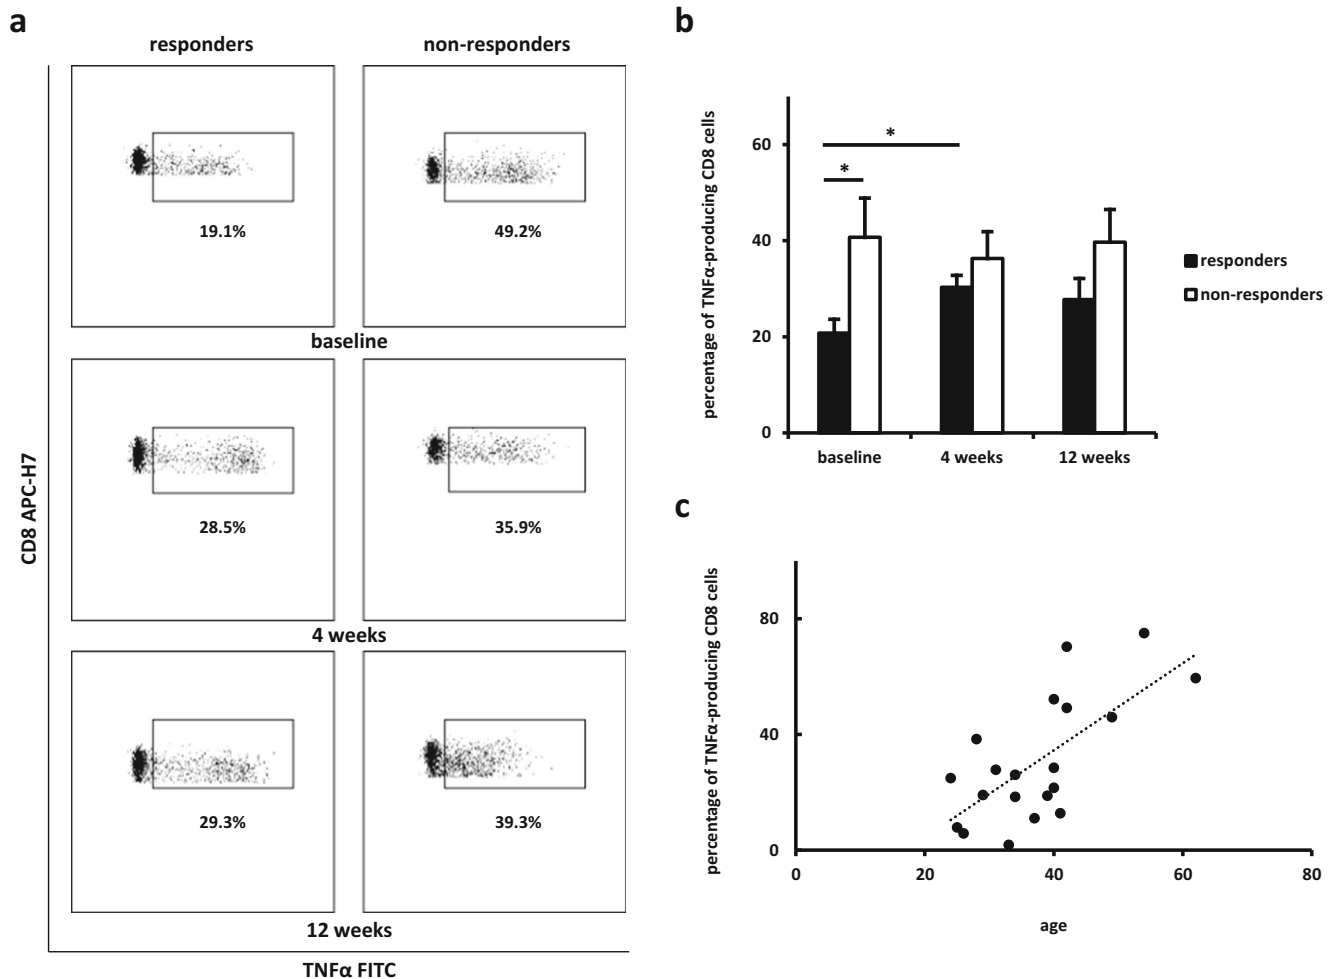 a
responders non-responders
19.1% 49.2%
baseline
28.5% 35.9%
4 weeks
29.3% 39.3%
12 weeks
CD8 APC-H7
TNFα FITC
b
percentage of TNFα-producing CD8 cells
60
40
20
0
*
*
baseline 4 weeks 12 weeks
responders
non-responders
c
percentage of TNFα-producing CD8 cells
80
40
0
0 20 40 60 80
age